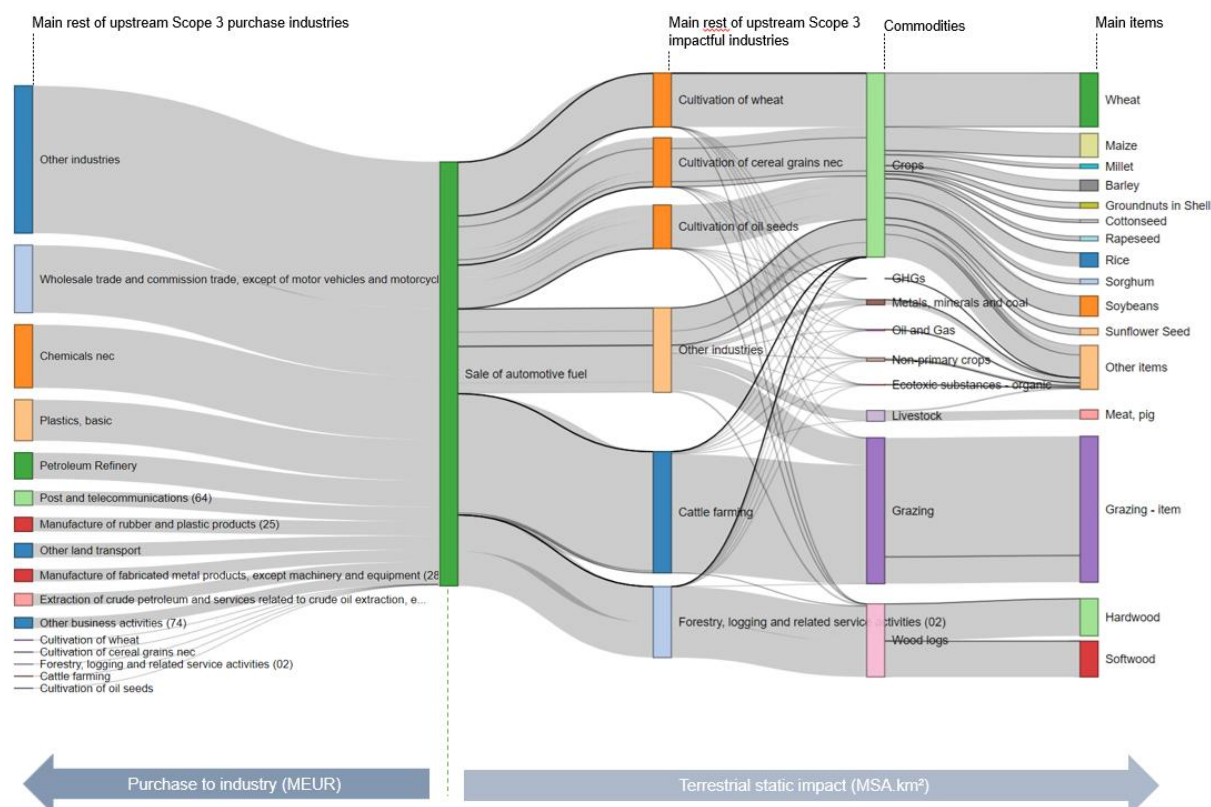 Main rest of upstream Scope 3 purchase industries
Main rest of upstream Scope 3
impactful industries
Commodities
Main items
Other industries
Wholesale trade and commission trade, except of motor vehicles and motorcycl
Chemicals nec
Plastics, basic
Petroleum Refinery
Post and telecommunications (64)
Manufacture of rubber and plastic products (25)
Other land transport
Manufacture of fabricated metal products, except machinery and equipment (28
Extraction of crude petroleum and services related to crude oil extraction, e...
Other business activities (74)
Cultivation of wheat
Cultivation of cereal grains nec
Forestry, logging and related service activities (02)
Cattle farming
Cultivation of oil seeds
Sale of automotive fuel
Cultivation of wheat
Cultivation of cereal grains nec
Cultivation of oil seeds
Other industries
Cattle farming
Forestry, logging and related service activities (02)
Crops
GHGs
Metals, minerals and coal
Oil and Gas
Non-primary crops
Ecotoxic substances - organic
Livestock
Grazing
Wood logs
Wheat
Maize
Millet
Barley
Groundnuts in Shell
Cottonseed
Rapeseed
Rice
Sorghum
Soybeans
Sunflower Seed
Other items
Meat, pig
Grazing - item
Hardwood
Softwood
Purchase to industry (MEUR)
Terrestrial static impact (MSA.km²)